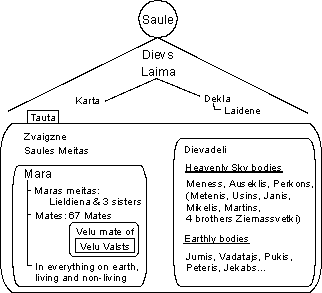 Saule
Dievs
Laima
Karta
Dekla
Laidene
Tauta
Zvaigzne
Saules Meitas
Mara
Maras meitas:
Lieldiena & 3 sisters
Mates: 67 Mates
Velu mate of
Velu Valsts
In everything on earth,
living and non-living
Dievadeli
Heavenly Sky bodies
Meness, Auseklis, Perkons,
(Metenis, Usins, Janis,
Mikelis, Martins,
4 brothers Ziemassvetki)
Earthly bodies
Jumis, Vadatajs, Pukis,
Peteris, Jekabs...